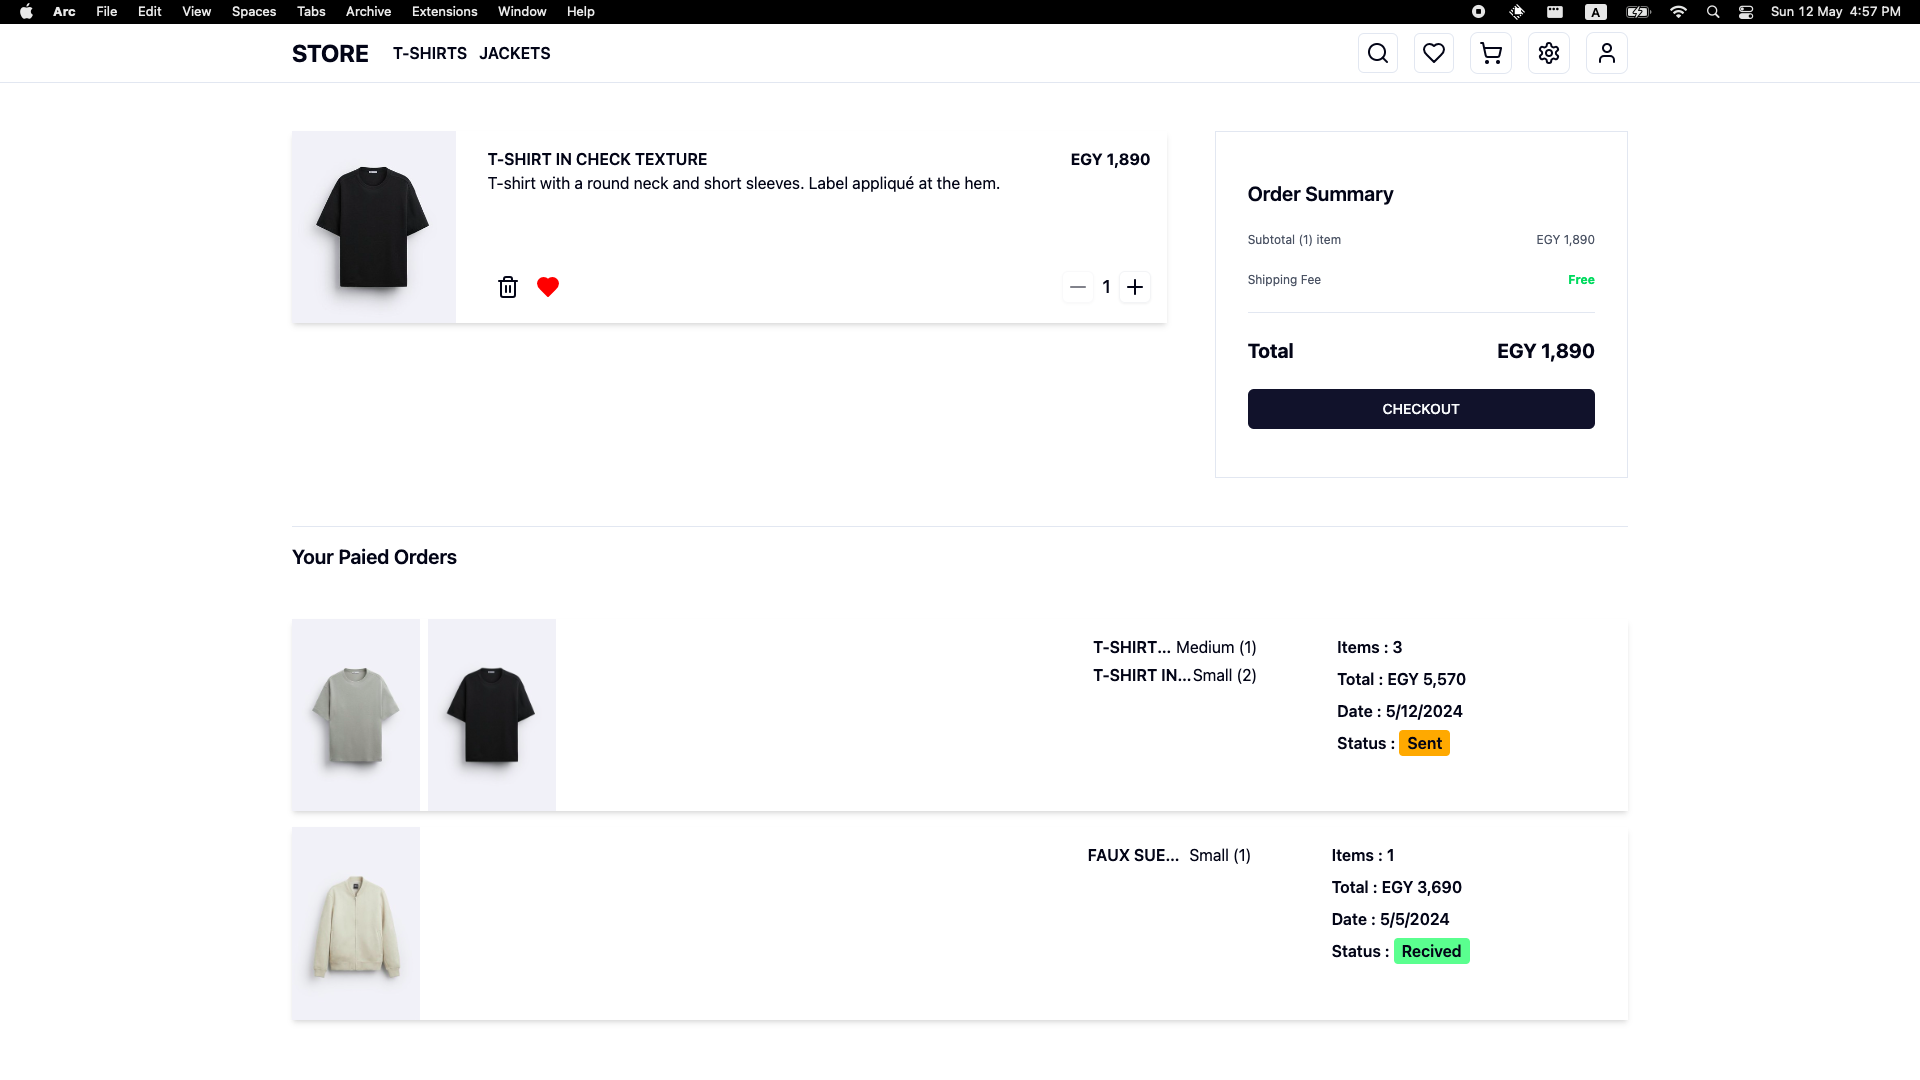 Arc File Edit View Spaces Tabs Archive Extensions Window Help A Sun 12 May 4:57 PM
STORE T-SHIRTS JACKETS
T-SHIRT IN CHECK TEXTURE EGY 1,890
T-shirt with a round neck and short sleeves. Label appliqué at the hem.
1
Order Summary
Subtotal (1) item EGY 1,890
Shipping Fee Free
Total EGY 1,890
CHECKOUT
Your Paied Orders
T-SHIRT... Medium (1)
T-SHIRT IN... Small (2)
Items : 3
Total : EGY 5,570
Date : 5/12/2024
Status : Sent
FAUX SUE... Small (1)
Items : 1
Total : EGY 3,690
Date : 5/5/2024
Status : Recived